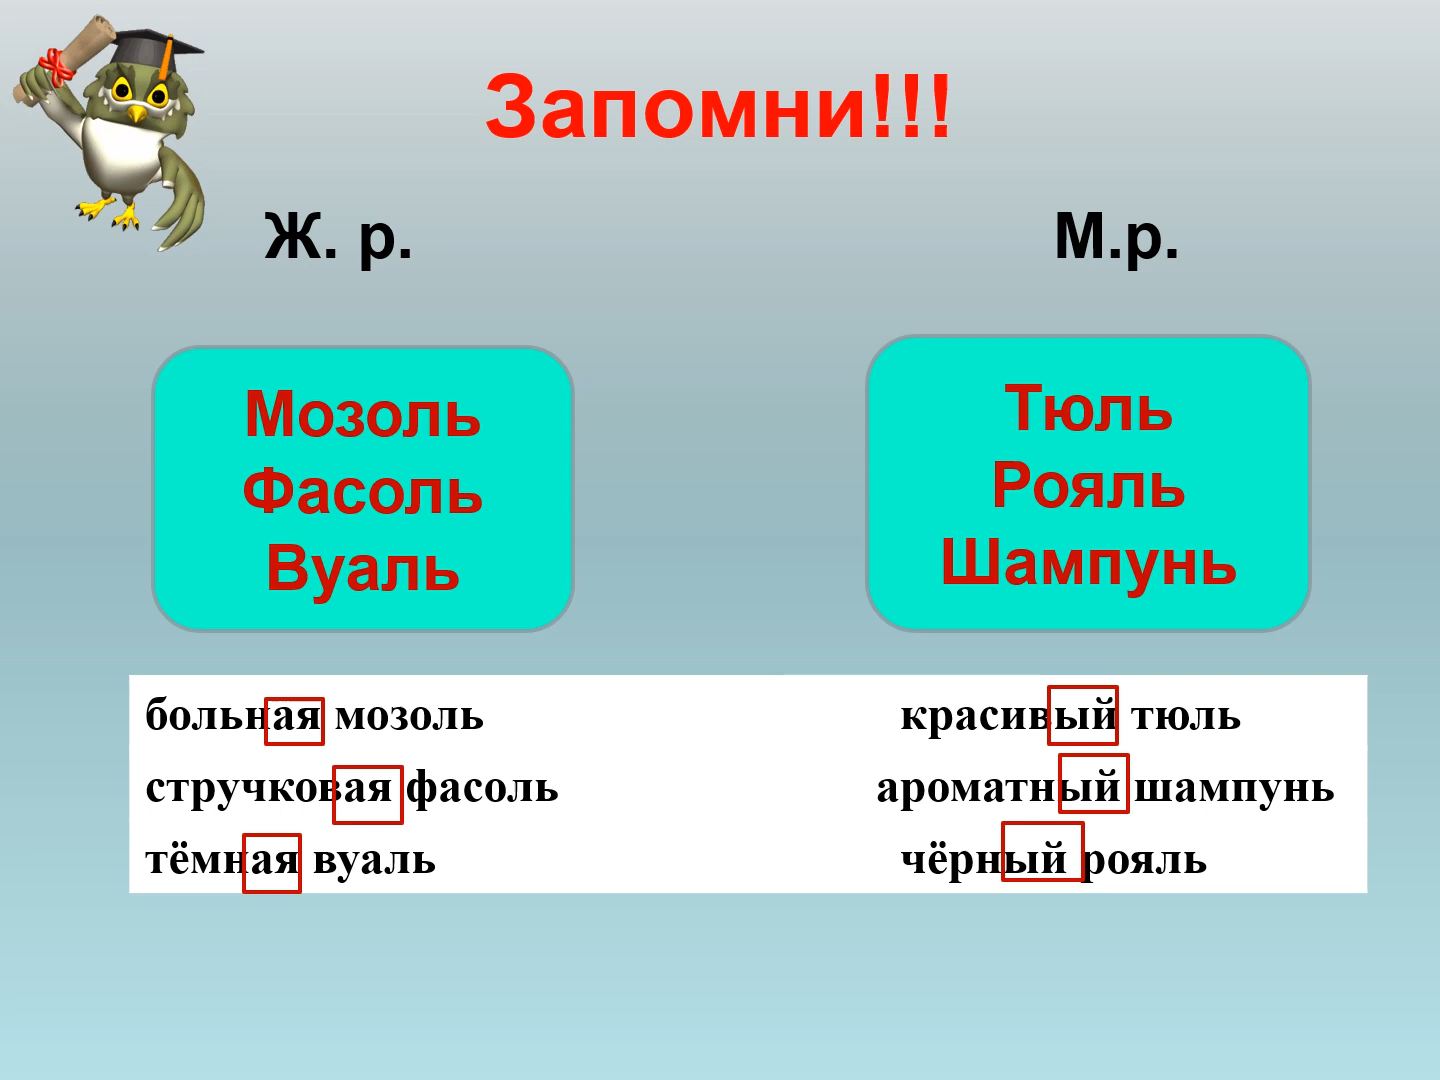 Запомни!!!
Ж. р.
М.р.
Мозоль
Фасоль
Вуаль
Тюль
Рояль
Шампунь
больная мозоль красивый тюль
стручковая фасоль ароматный шампунь
тёмная вуаль чёрный рояль